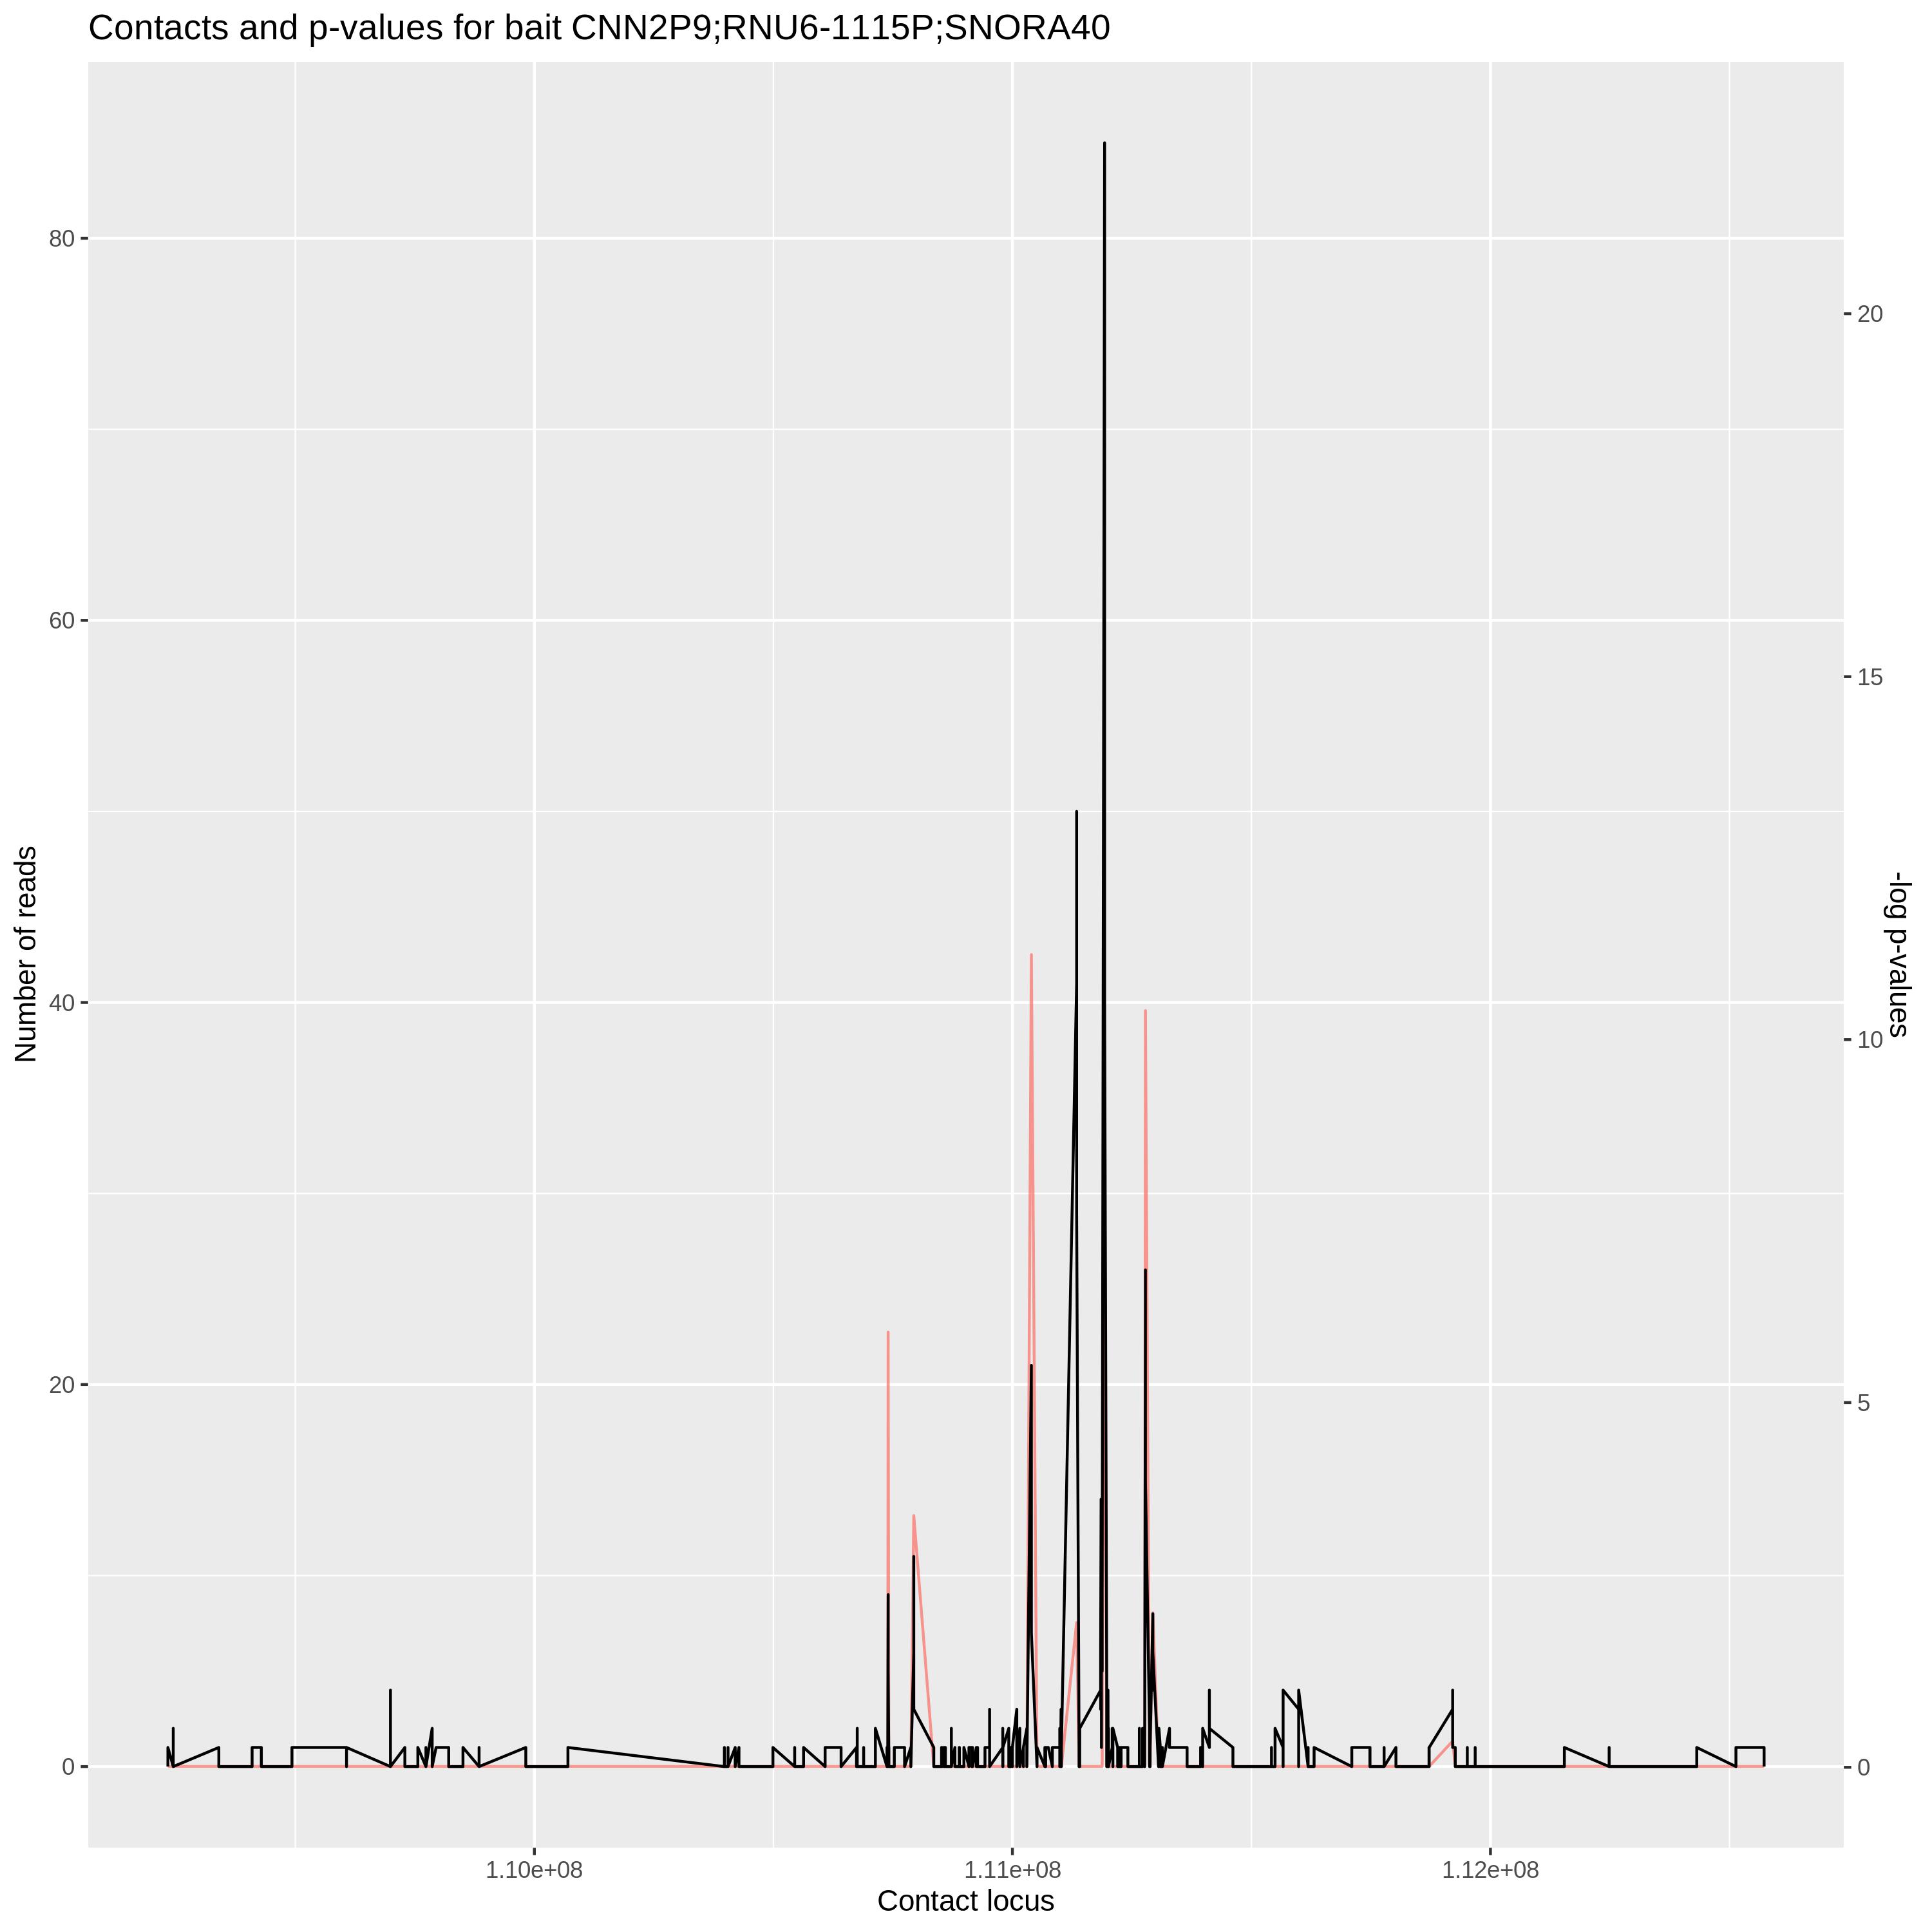 Contacts and p-values for bait CNN2P9;RNU6-1115P;SNORA40
Number of reads
80
60
40
20
0
20
15
10
5
0
-log p-values
1.10e+08
1.11e+08
1.12e+08
Contact locus